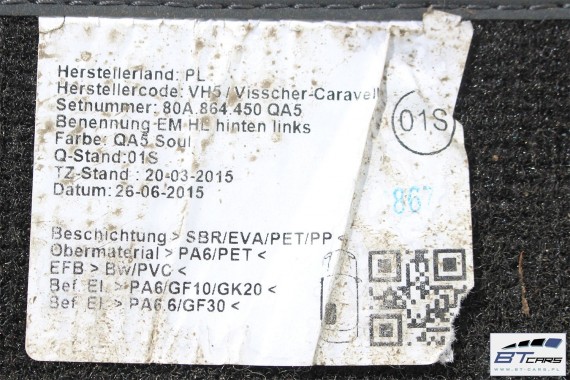 Herstellerland: PL
Herstellercode: VH5 / Visscher-Caravell
Setnummer: 80A.864.450 QA5
Benennung EM HL hinten links
Farbe: QA5 Soul
Q-Stand:01S
TZ-Stand : 20-03-2015
Datum: 26-06-2015
01S
867
Beschichtung > SBR/EVA/PET/PP <
Obermaterial > PA6/PET <
EFB > Bw/PVC <
Bef. El. > PA6/GF10/GK20 <
Bef. El. > PA6.6/GF30 <
BTCARS
WWW.BT-CARS.PL